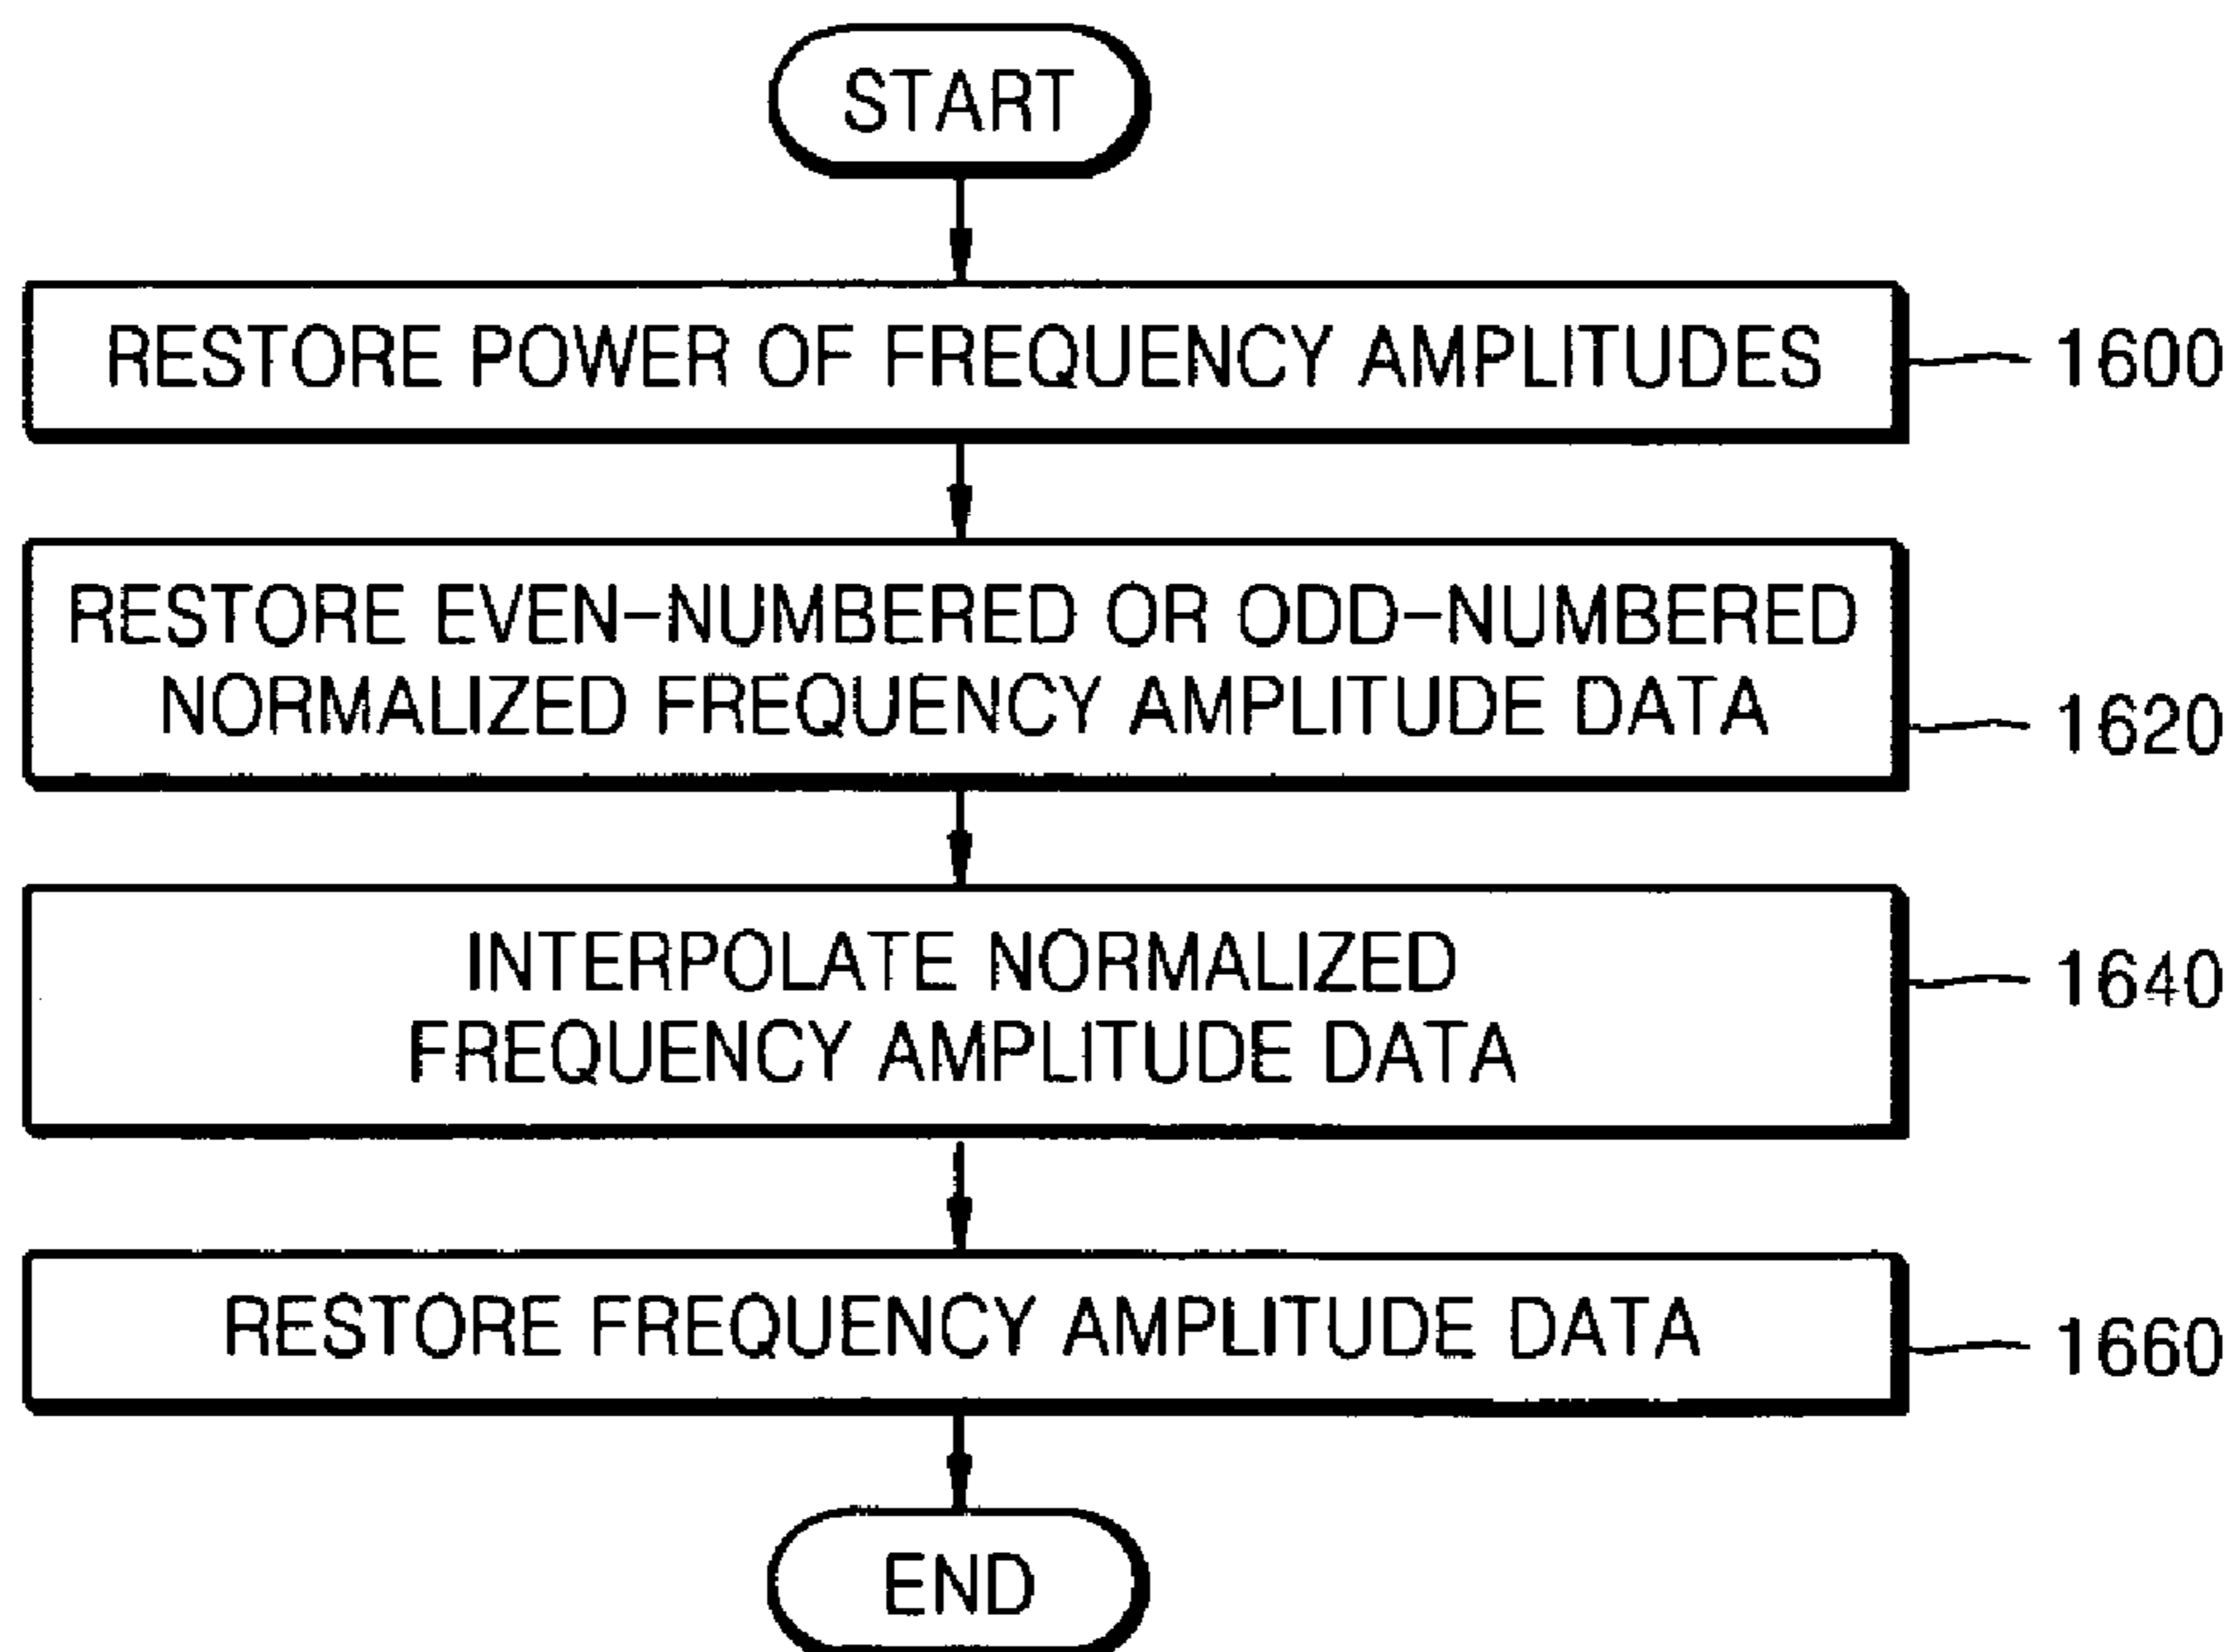 START
RESTORE POWER OF FREQUENCY AMPLITUDES
1600
RESTORE EVEN-NUMBERED OR ODD-NUMBERED
NORMALIZED FREQUENCY AMPLITUDE DATA
1620
INTERPOLATE NORMALIZED
FREQUENCY AMPLITUDE DATA
1640
RESTORE FREQUENCY AMPLITUDE DATA
1660
END